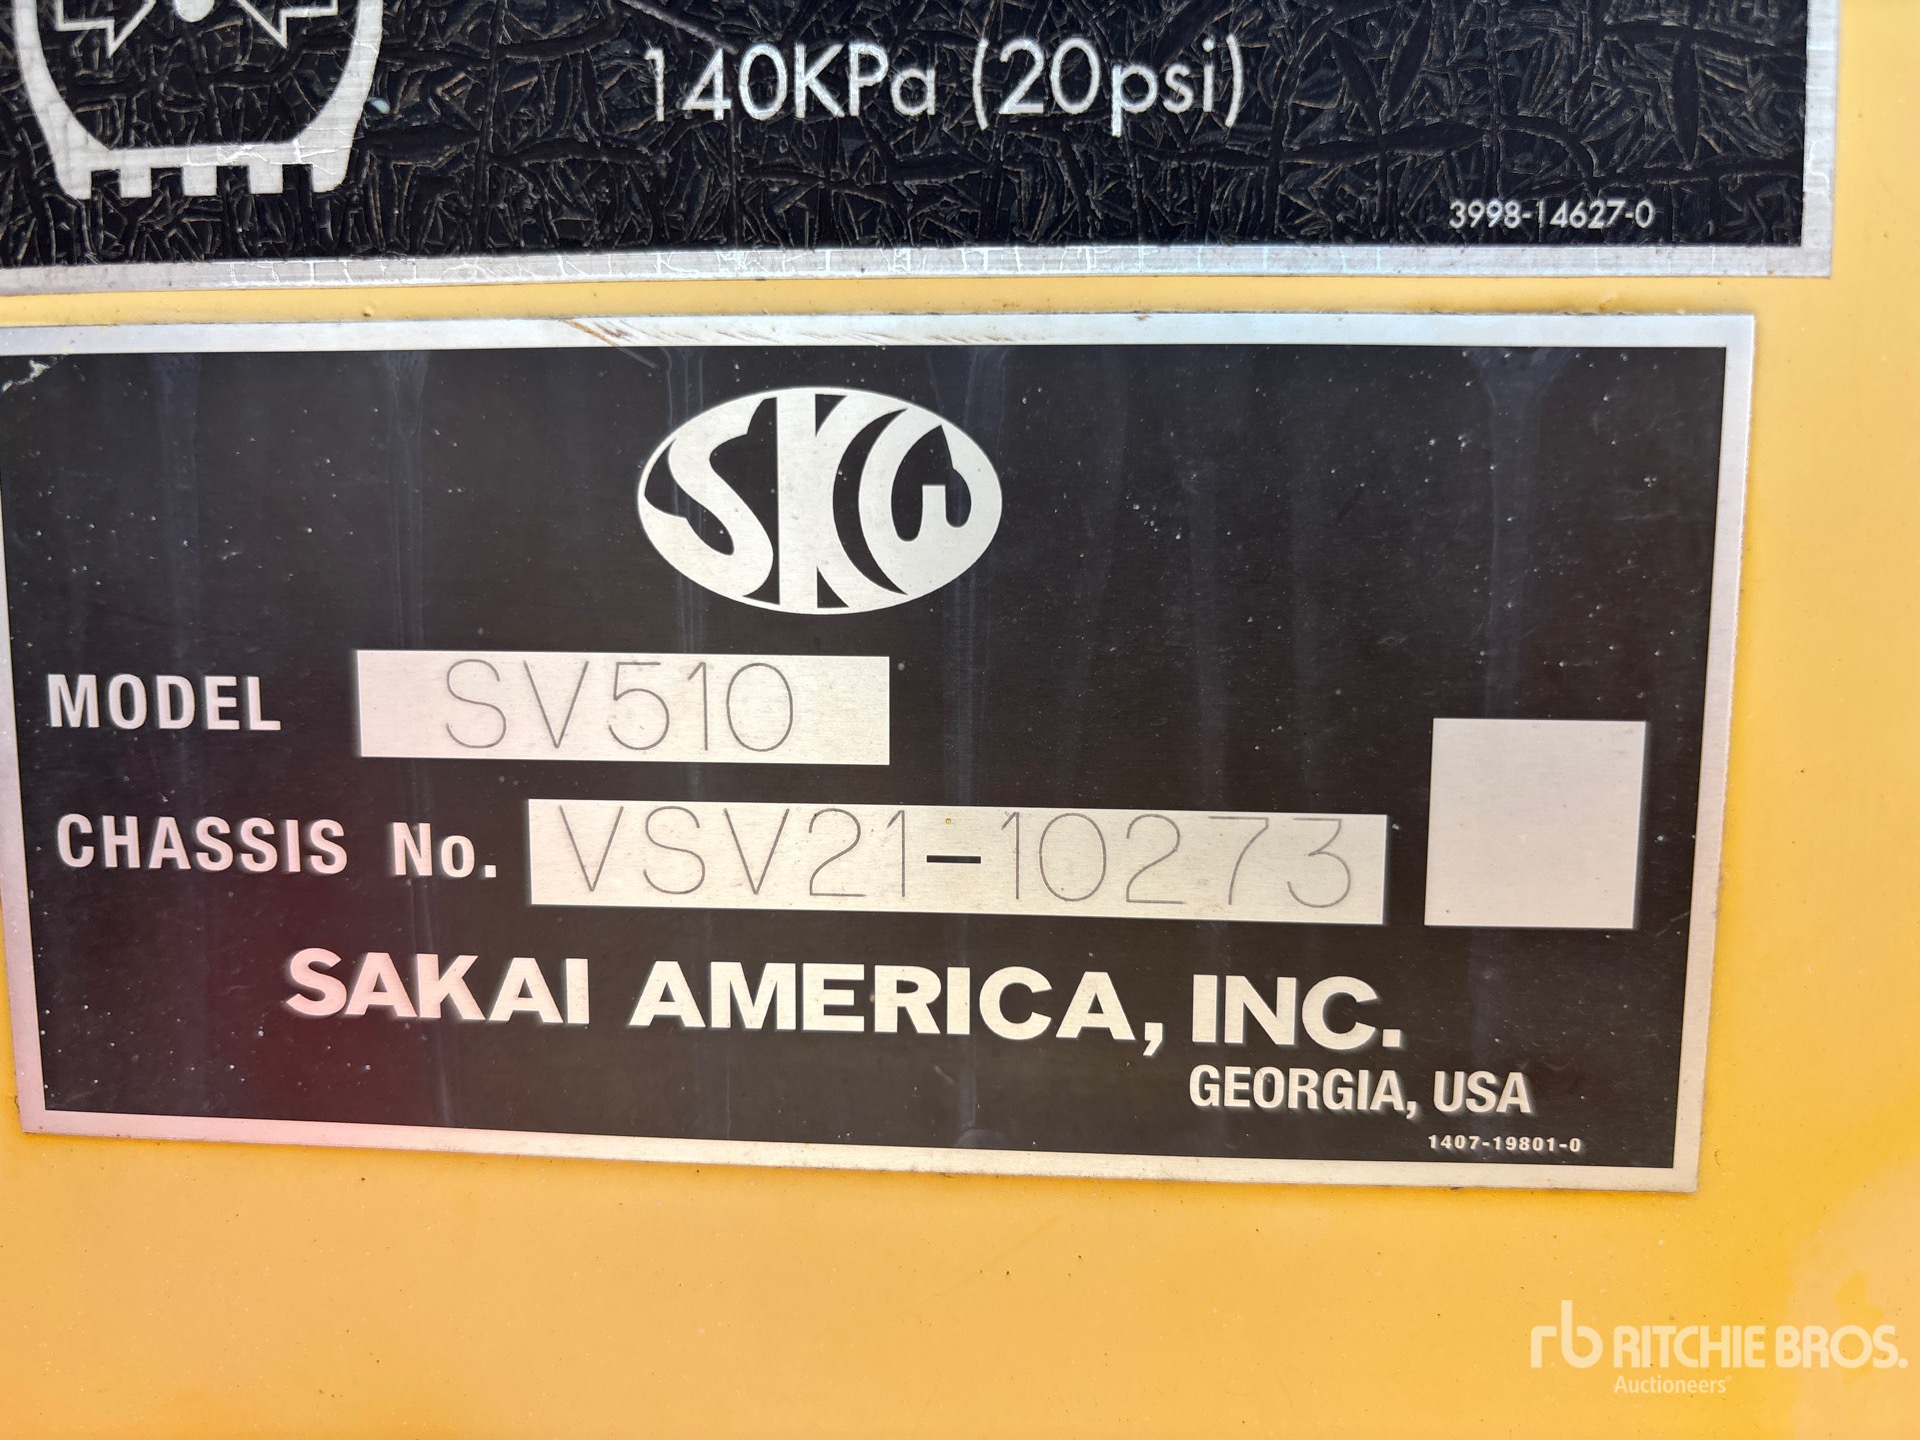 140KPa (20psi)
3998-14627-0
SKW
MODEL SV510
CHASSIS No. VSV21-10273
SAKAI AMERICA, INC.
GEORGIA, USA
1407-19801-0
rb RITCHIE BROS.
Auctioneers